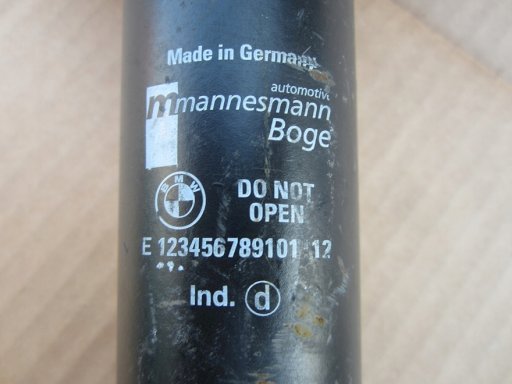 Made in Germany
automotive
mannesmann
Boge
BMW
DO NOT
OPEN
E 123456789101 12
Ind. d